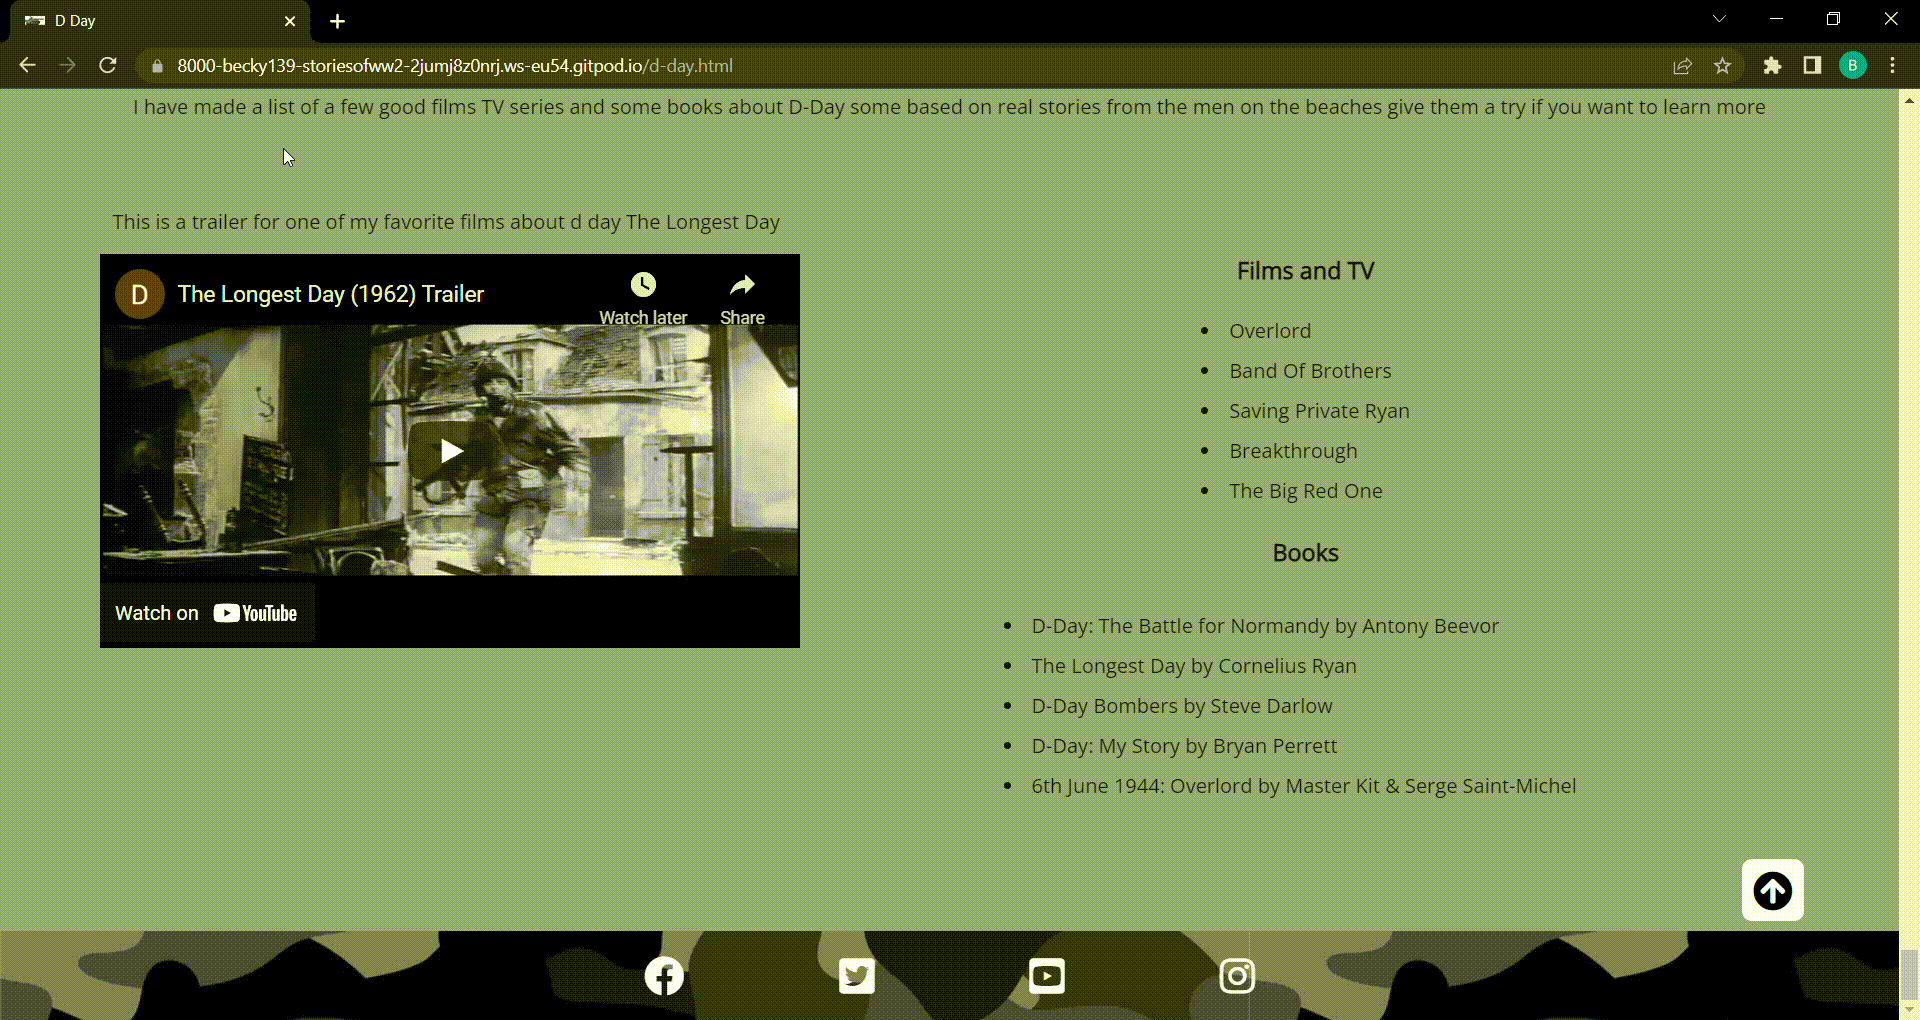 D Day
8000-becky139-storiesofww2-2jumj8z0nrj.ws-eu54.gitpod.io/d-day.html
B
I have made a list of a few good films TV series and some books about D-Day some based on real stories from the men on the beaches give them a try if you want to learn more
This is a trailer for one of my favorite films about d day The Longest Day
D
The Longest Day (1962) Trailer
Watch later
Share
Watch on YouTube
Films and TV
Overlord
Band Of Brothers
Saving Private Ryan
Breakthrough
The Big Red One
Books
D-Day: The Battle for Normandy by Antony Beevor
The Longest Day by Cornelius Ryan
D-Day Bombers by Steve Darlow
D-Day: My Story by Bryan Perrett
6th June 1944: Overlord by Master Kit & Serge Saint-Michel